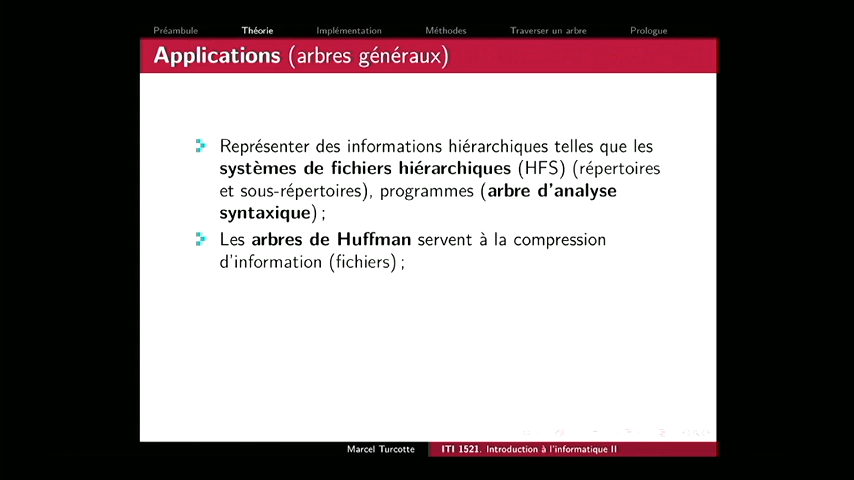 Préambule Théorie Implémentation Méthodes Traverser un arbre Prologue
Applications (arbres généraux)
Représenter des informations hiérarchiques telles que les
systèmes de fichiers hiérarchiques (HFS) (répertoires
et sous-répertoires), programmes (arbre d'analyse
syntaxique) ;
Les arbres de Huffman servent à la compression
d'information (fichiers) ;
Marcel Turcotte ITI 1521. Introduction à l'informatique II